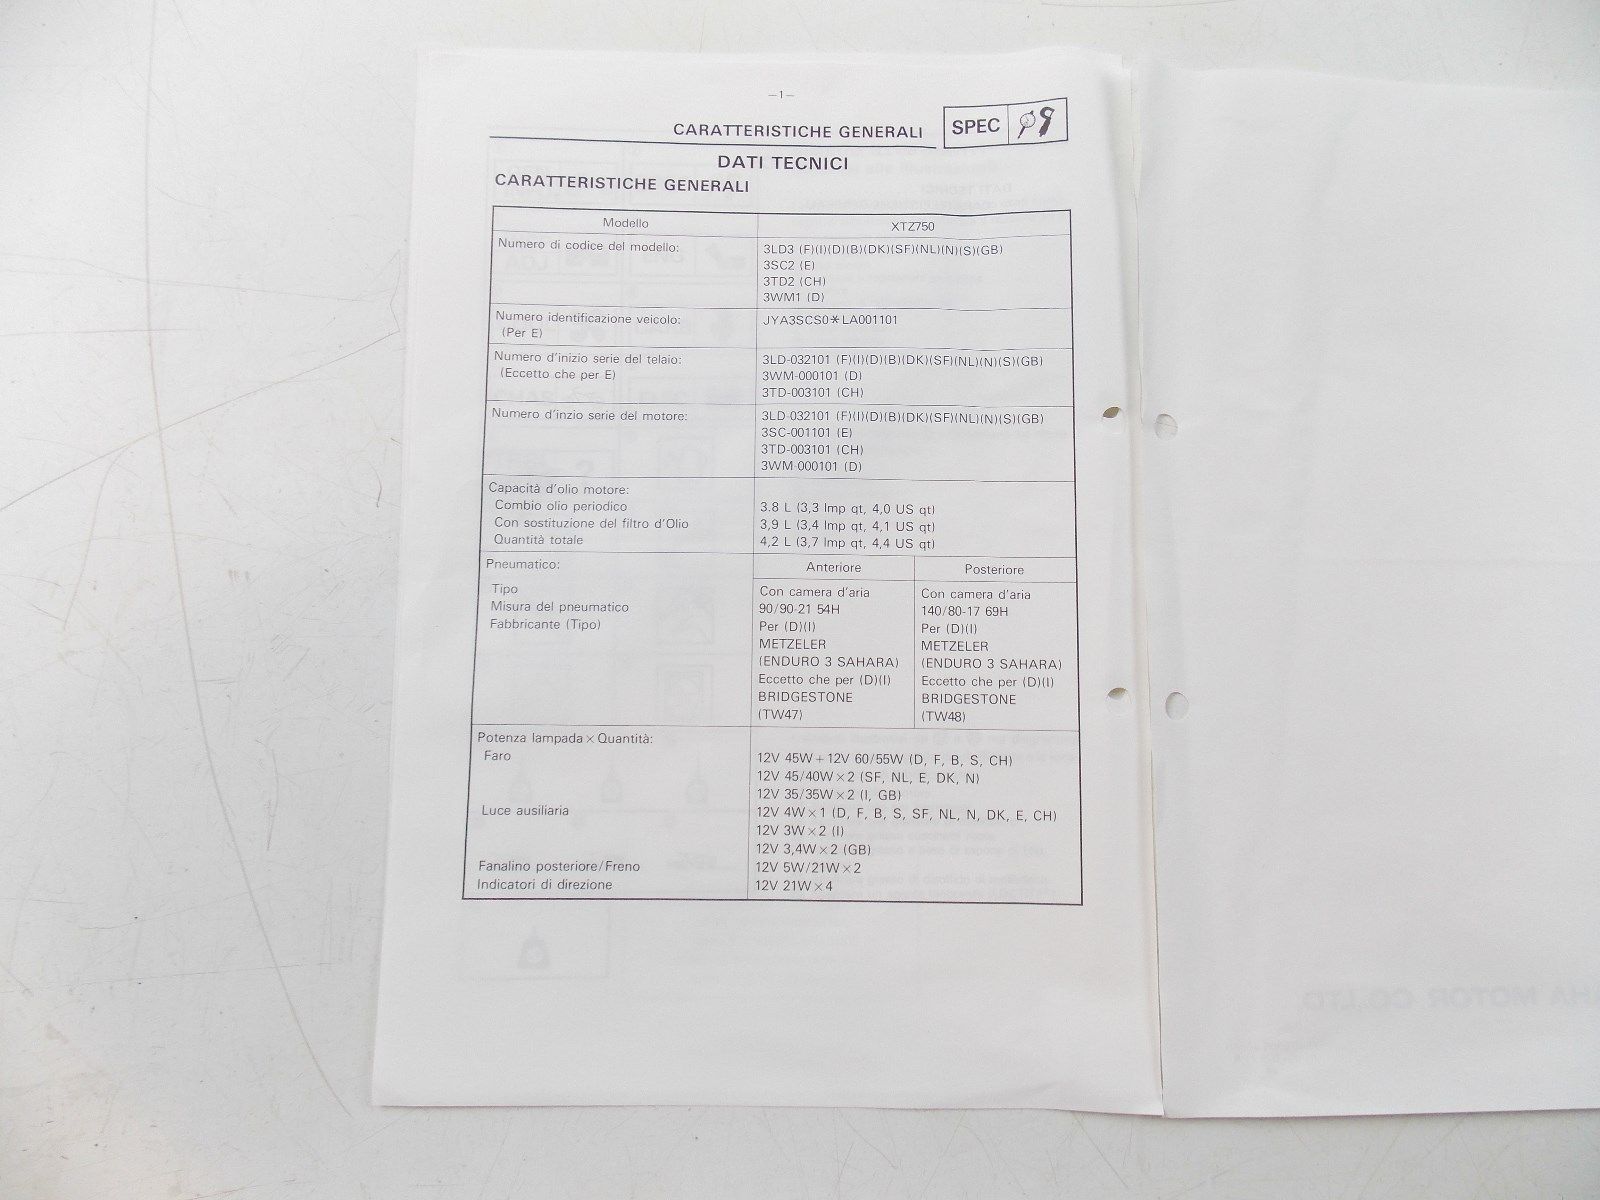 —1—
CARATTERISTICHE GENERALI SPEC
DATI TECNICI
CARATTERISTICHE GENERALI
Modello XTZ750
Numero di codice del modello: 3LD3 (F)(I)(D)(B)(DK)(SF)(NL)(N)(S)(GB)
3SC2 (E)
3TD2 (CH)
3WM1 (D)
Numero identificazione veicolo: JYA3SCS0*LA001101
(Per E)
Numero d'inizio serie del telaio: 3LD-032101 (F)(I)(D)(B)(DK)(SF)(NL)(N)(S)(GB)
(Eccetto che per E) 3WM-000101 (D)
3TD-003101 (CH)
Numero d'inzio serie del motore: 3LD-032101 (F)(I)(D)(B)(DK)(SF)(NL)(N)(S)(GB)
3SC-001101 (E)
3TD-003101 (CH)
3WM-000101 (D)
Capacità d'olio motore:
Combio olio periodico 3.8 L (3,3 Imp qt, 4,0 US qt)
Con sostituzione del filtro d'Olio 3,9 L (3,4 Imp qt, 4,1 US qt)
Quantità totale 4,2 L (3,7 Imp qt, 4,4 US qt)
Pneumatico: Anteriore Posteriore
Tipo Con camera d'aria Con camera d'aria
Misura del pneumatico 90/90-21 54H 140/80-17 69H
Fabbricante (Tipo) Per (D)(I) Per (D)(I)
METZELER METZELER
(ENDURO 3 SAHARA) (ENDURO 3 SAHARA)
Eccetto che per (D)(I) Eccetto che per (D)(I)
BRIDGESTONE BRIDGESTONE
(TW47) (TW48)
Potenza lampada × Quantità:
Faro 12V 45W + 12V 60/55W (D, F, B, S, CH)
12V 45/40W × 2 (SF, NL, E, DK, N)
12V 35/35W × 2 (I, GB)
Luce ausiliaria 12V 4W × 1 (D, F, B, S, SF, NL, N, DK, E, CH)
12V 3W × 2 (I)
12V 3,4W × 2 (GB)
Fanalino posteriore/Freno 12V 5W/21W × 2
Indicatori di direzione 12V 21W × 4